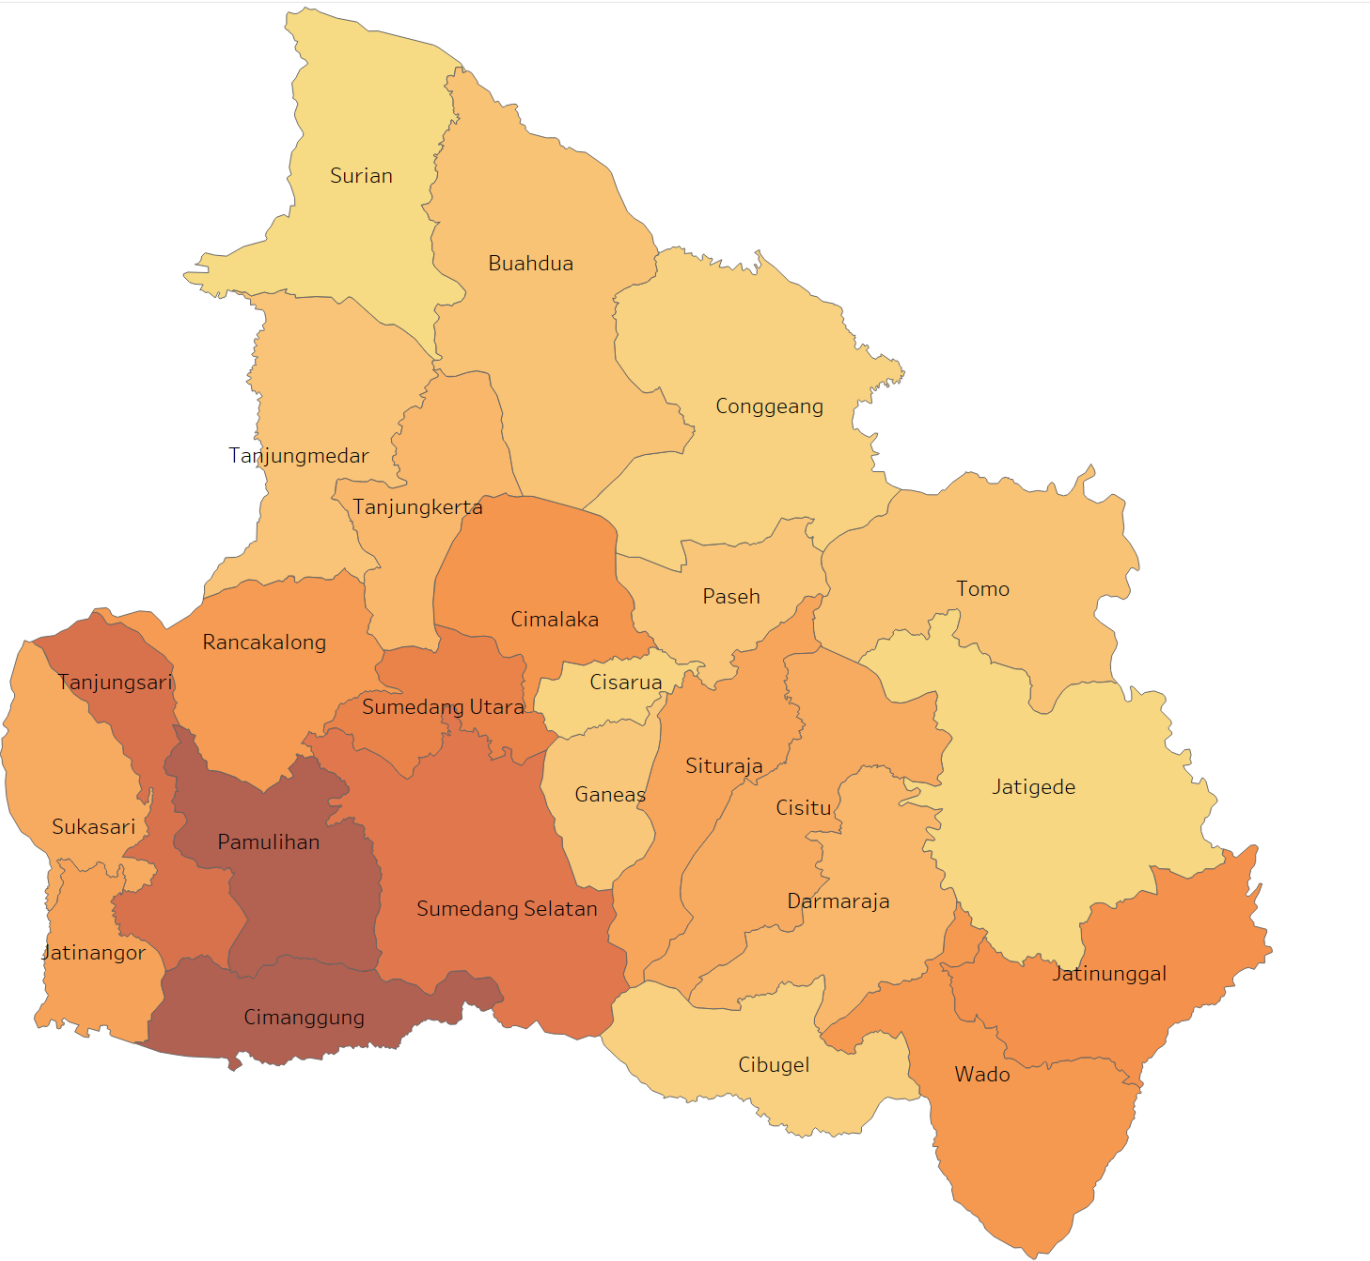 Surian
Buahdua
Conggeang
Tanjungmedar
Tanjungkerta
Tomo
Paseh
Cimalaka
Rancakalong
Tanjungsari
Cisarua
Sumedang Utara
Situraja
Jatigede
Ganeas
Cisitu
Sukasari
Pamulihan
Darmaraja
Sumedang Selatan
Jatinangor
Jatinunggal
Cimanggung
Cibugel
Wado